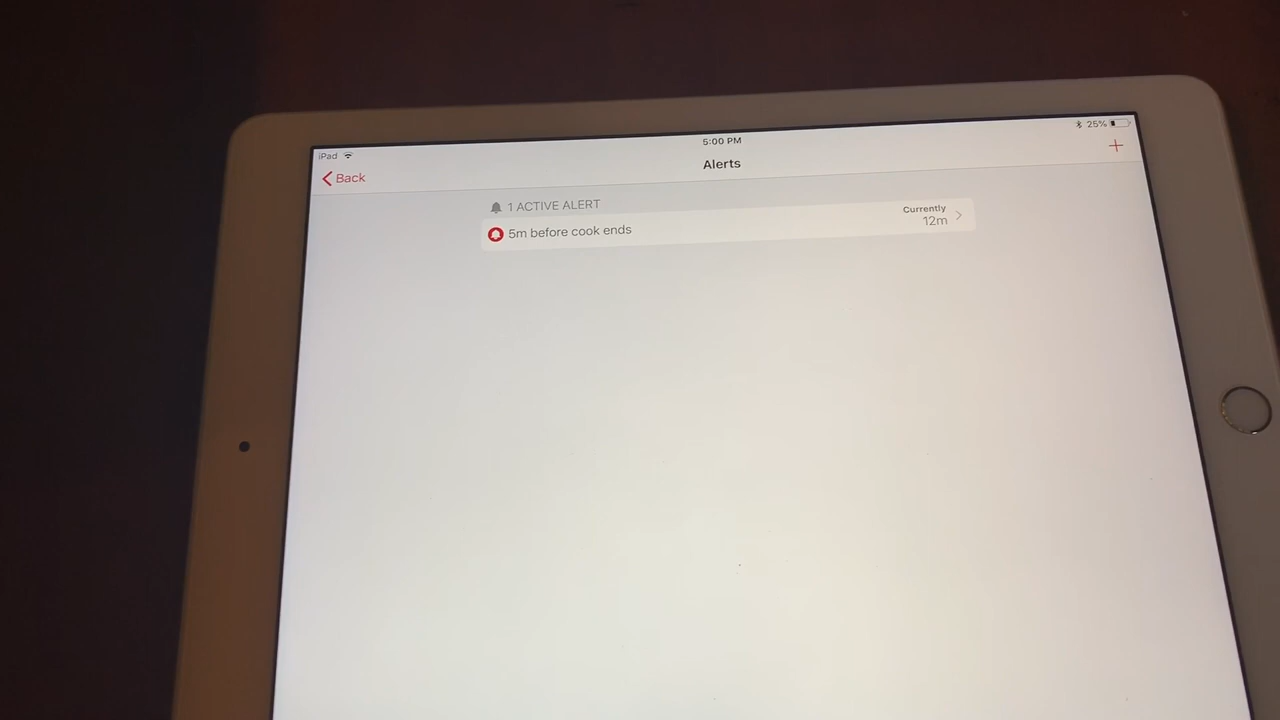 iPad
5:00 PM
25%
Back
Alerts
1 ACTIVE ALERT
5m before cook ends
Currently
12m